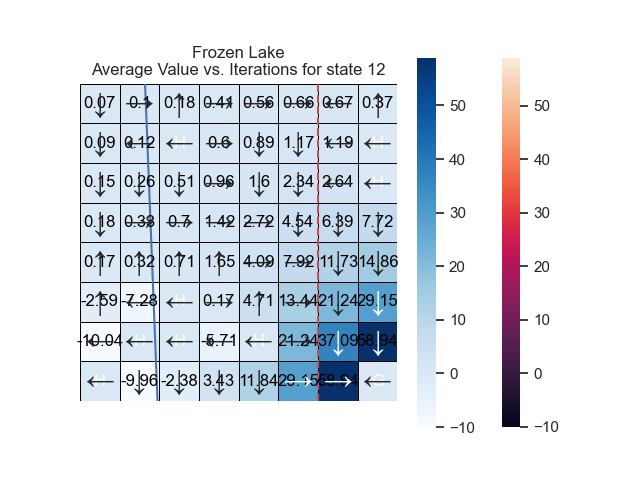 Frozen Lake
Average Value vs. Iterations for state 12
0.07 0.1 0.18 0.41 0.56 0.66 0.67 0.37
0.09 0.12 H 0.6 0.89 1.17 1.19 H
0.15 0.26 0.51 0.96 1.6 2.34 2.64 H
0.18 0.38 0.7 1.42 2.72 4.54 6.39 7.72
0.17 0.32 0.71 1.65 4.09 7.92 11.73 14.86
-2.59 -7.28 H 0.17 4.71 13.44 21.24 29.15
-10.04 H H -5.71 H 21.24 37.09 58.94
H -9.96 -2.38 3.43 11.84 29.15 58.94 G
50
40
30
20
10
0
−10
50
40
30
20
10
0
−10